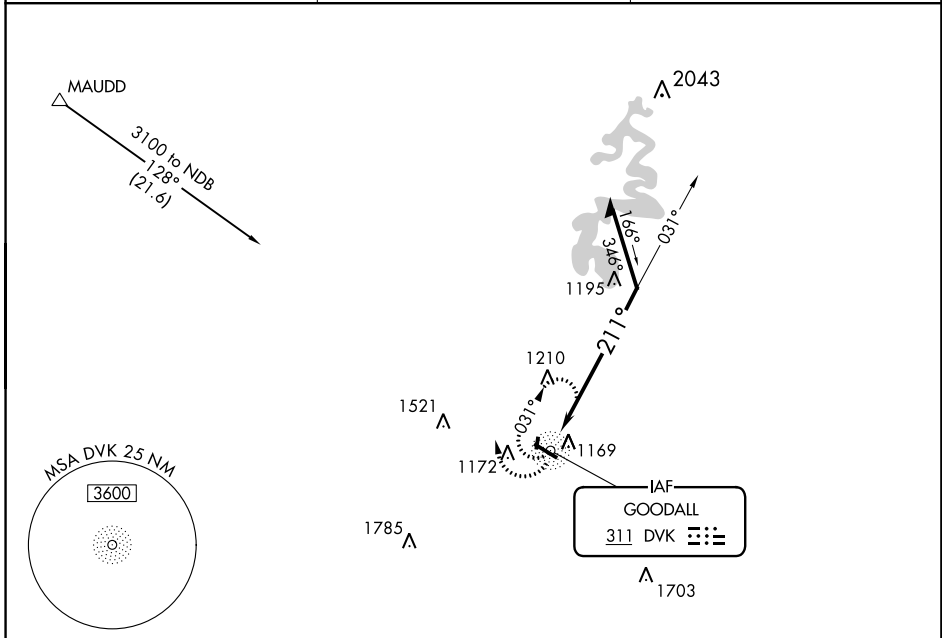 MAUDD
3100 to NDB
128°
(21.6)
2043
031°
166°
346°
1195
211°
1210
031°
1521
1172
1169
MSA DVK 25 NM
3600
IAF
GOODALL
311 DVK
1785
1703